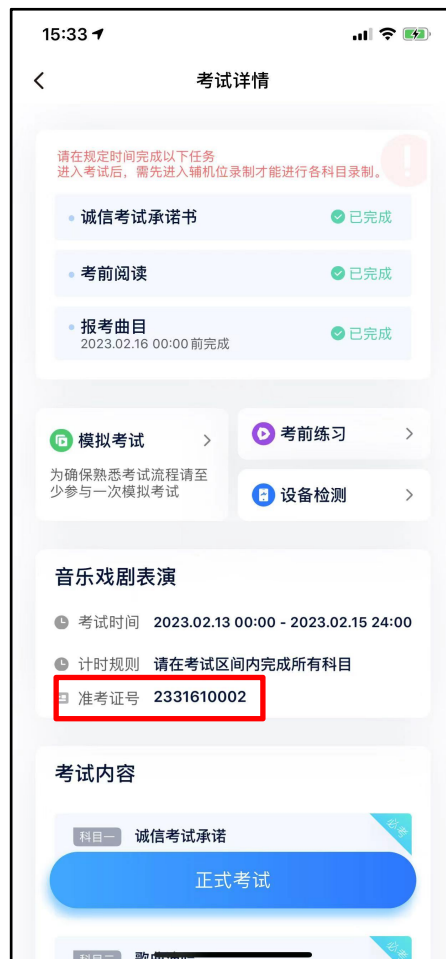 15:33
考试详情
请在规定时间完成以下任务
进入考试后，需先进入辅机位录制才能进行各科目录制。
诚信考试承诺书
已完成
考前阅读
已完成
报考曲目
2023.02.16 00:00前完成
已完成
模拟考试
为确保熟悉考试流程请至
少参与一次模拟考试
考前练习
设备检测
音乐戏剧表演
考试时间 2023.02.13 00:00 - 2023.02.15 24:00
计时规则 请在考试区间内完成所有科目
准考证号 2331610002
考试内容
科目一 诚信考试承诺
必考
正式考试
必考